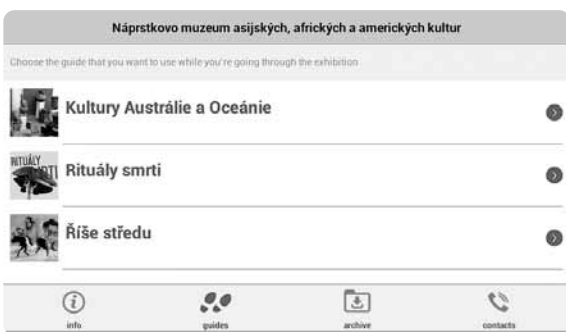 Náprstkovo muzeum asijských, afrických a amerických kultur
Choose the guide that you want to use while you're going through the exhibition
Kultury Austrálie a Oceánie
RITUÁLY
Rituály smrti
Říše středu
info guides archive contacts